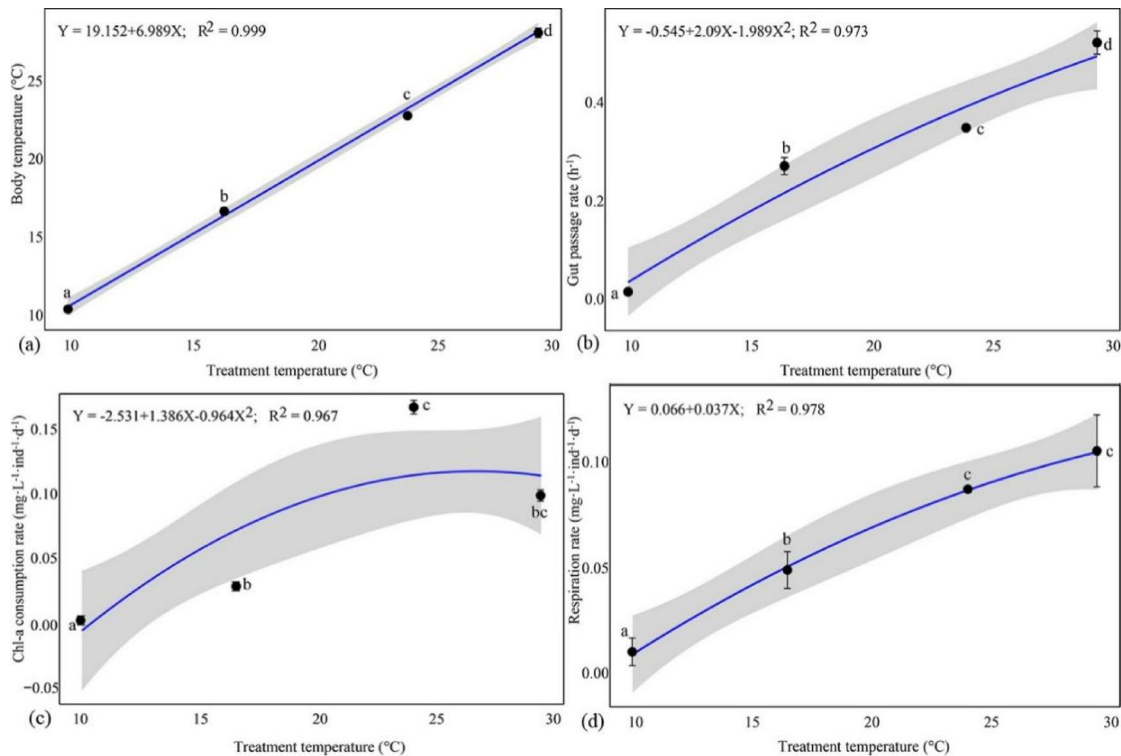 Y = 19.152+6.989X; R² = 0.999
Body temperature (°C)
25
20
15
10
a
b
c
d
(a)
10
15
20
25
30
Treatment temperature (°C)
Y = -0.545+2.09X-1.989X²; R² = 0.973
Gut passage rate (h⁻¹)
0.4
0.2
0.0
a
b
c
d
(b)
10
15
20
25
30
Treatment temperature (°C)
Y = -2.531+1.386X-0.964X²; R² = 0.967
Chl-a consumption rate (mg·L⁻¹·ind⁻¹·d⁻¹)
0.15
0.10
0.05
0.00
−0.05
a
b
c
bc
(c)
10
15
20
25
30
Treatment temperature (°C)
Y = 0.066+0.037X; R² = 0.978
Respiration rate (mg·L⁻¹·ind⁻¹·d⁻¹)
0.10
0.05
0.00
a
b
c
c
(d)
10
15
20
25
30
Treatment temperature (°C)